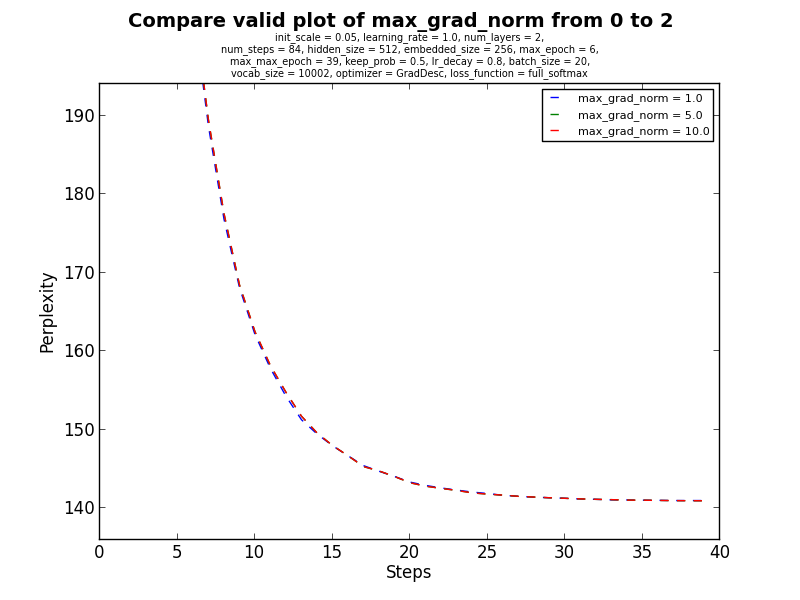 Compare valid plot of max_grad_norm from 0 to 2
init_scale = 0.05, learning_rate = 1.0, num_layers = 2,
num_steps = 84, hidden_size = 512, embedded_size = 256, max_epoch = 6,
max_max_epoch = 39, keep_prob = 0.5, lr_decay = 0.8, batch_size = 20,
vocab_size = 10002, optimizer = GradDesc, loss_function = full_softmax
max_grad_norm = 1.0
max_grad_norm = 5.0
max_grad_norm = 10.0
Perplexity
190
180
170
160
150
140
0 5 10 15 20 25 30 35 40
Steps